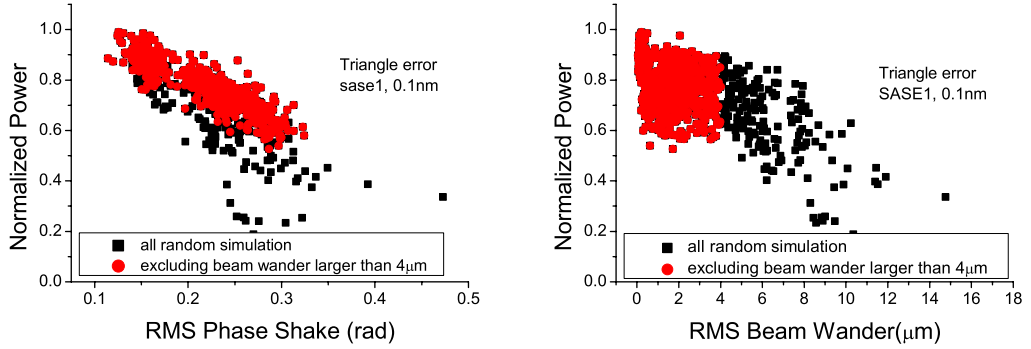 1.0
0.8
0.6
0.4
0.2
0.0
Normalized Power
Triangle error
sase1, 0.1nm
all random simulation
excluding beam wander larger than 4μm
0.1 0.2 0.3 0.4 0.5
RMS Phase Shake (rad)
1.0
0.8
0.6
0.4
0.2
0.0
Normalized Power
Triangle error
SASE1, 0.1nm
all random simulation
excluding beam wander larger than 4μm
0 2 4 6 8 10 12 14 16 18
RMS Beam Wander(μm)